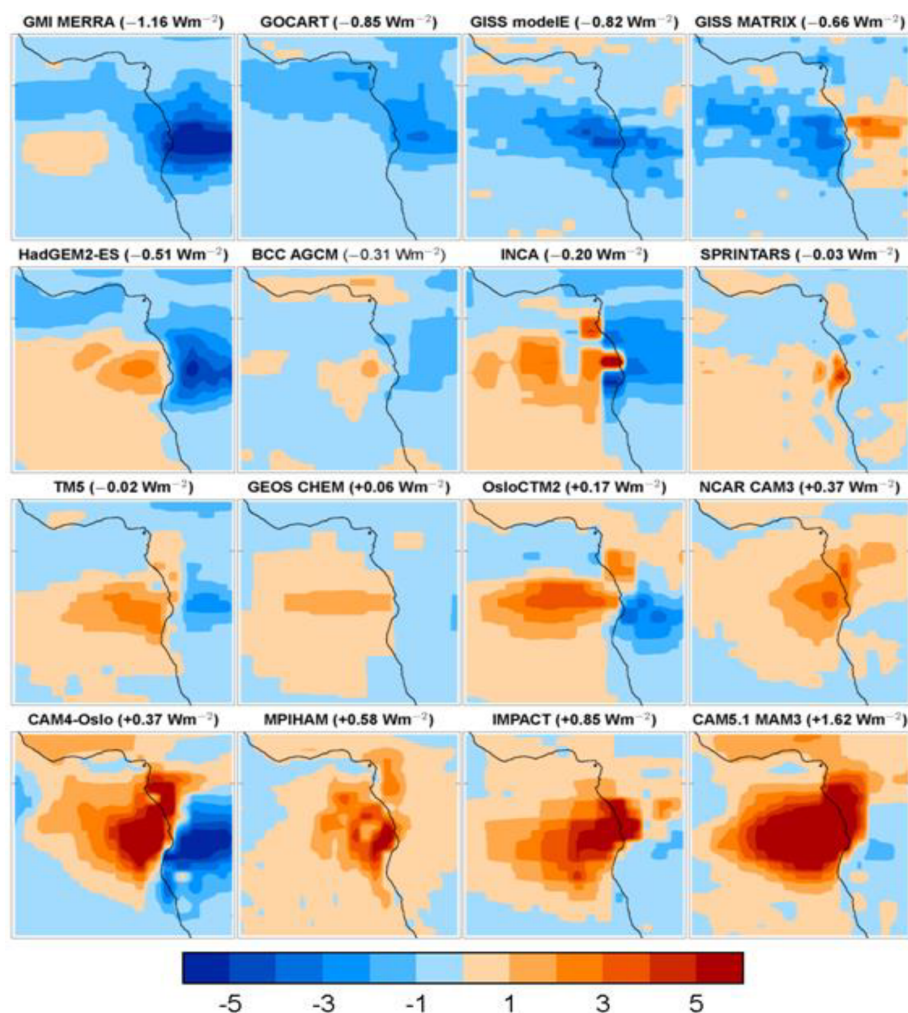 GMI MERRA (−1.16 Wm⁻²) GOCART (−0.85 Wm⁻²) GISS modelE (−0.82 Wm⁻²) GISS MATRIX (−0.66 Wm⁻²)
HadGEM2-ES (−0.51 Wm⁻²) BCC AGCM (−0.31 Wm⁻²) INCA (−0.20 Wm⁻²) SPRINTARS (−0.03 Wm⁻²)
TM5 (−0.02 Wm⁻²) GEOS CHEM (+0.06 Wm⁻²) OsloCTM2 (+0.17 Wm⁻²) NCAR CAM3 (+0.37 Wm⁻²)
CAM4-Oslo (+0.37 Wm⁻²) MPIHAM (+0.58 Wm⁻²) IMPACT (+0.85 Wm⁻²) CAM5.1 MAM3 (+1.62 Wm⁻²)
-5 -3 -1 1 3 5